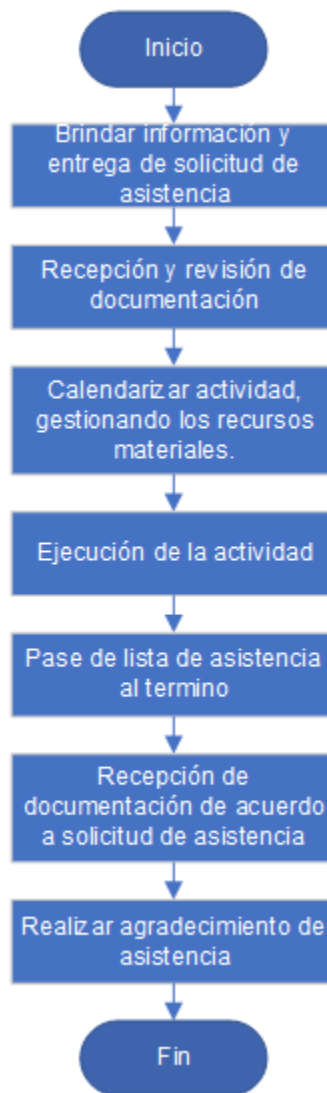 Inicio
Brindar información y
entrega de solicitud de
asistencia
Recepción y revisión de
documentación
Calendarizar actividad,
gestionando los recursos
materiales.
Ejecución de la actividad
Pase de lista de asistencia
al termino
Recepción de
documentación de acuerdo
a solicitud de asistencia
Realizar agradecimiento de
asistencia
Fin